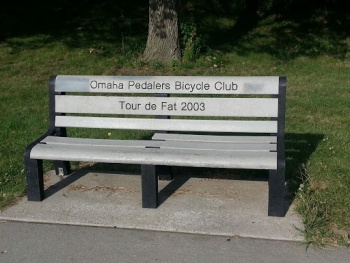 Omaha Pedalers Bicycle Club
Tour de Fat 2003